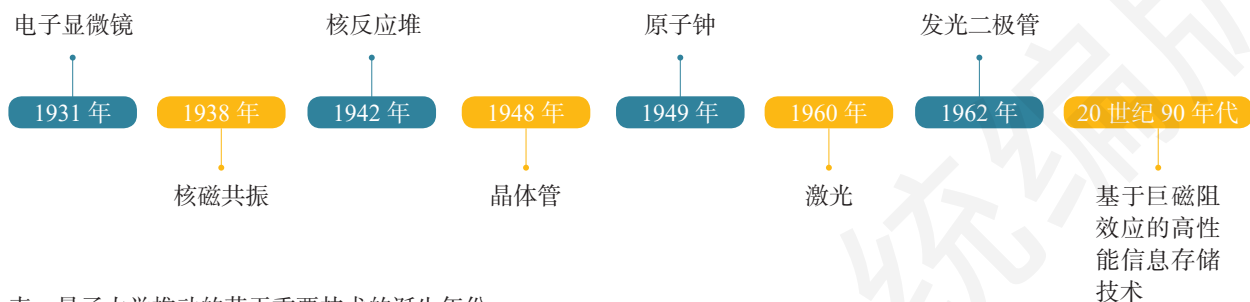 电子显微镜 核反应堆 原子钟 发光二极管
1931 年 1938 年 1942 年 1948 年 1949 年 1960 年 1962 年 20 世纪 90 年代
核磁共振 晶体管 激光 基于巨磁阻
效应的高性
能信息存储
技术